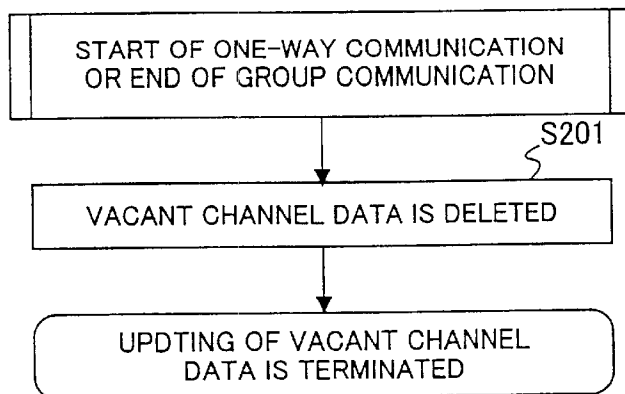 START OF ONE-WAY COMMUNICATION
OR END OF GROUP COMMUNICATION
S201
VACANT CHANNEL DATA IS DELETED
UPDTING OF VACANT CHANNEL
DATA IS TERMINATED